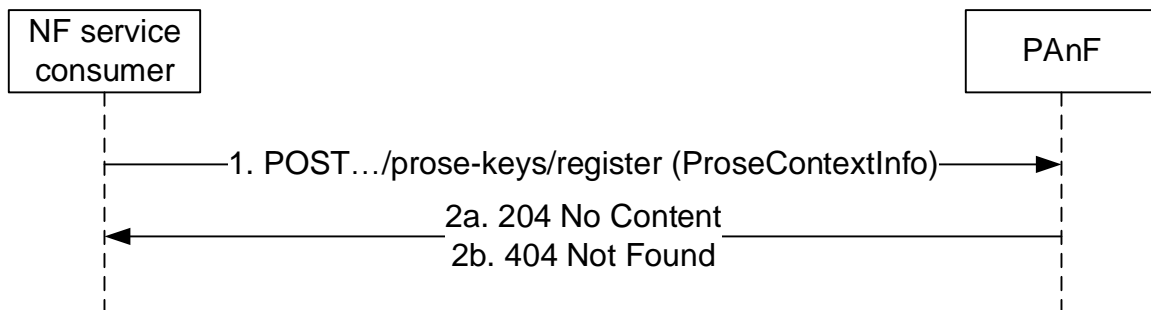 NF service
consumer
PAnF
1. POST…/prose-keys/register (ProseContextInfo)
2a. 204 No Content
2b. 404 Not Found